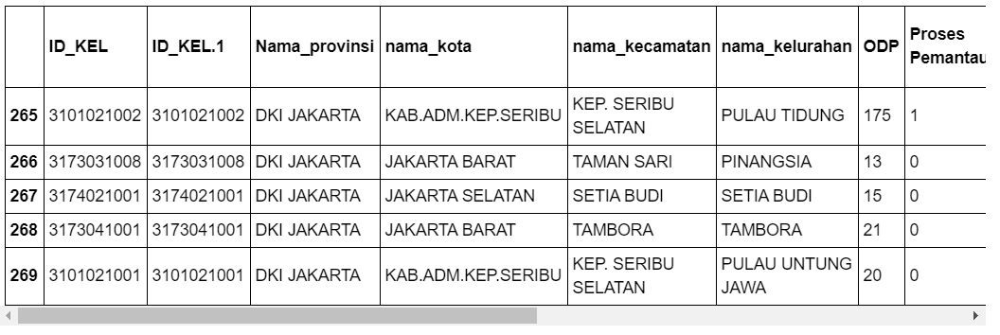 ID_KEL ID_KEL.1 Nama_provinsi nama_kota nama_kecamatan nama_kelurahan ODP Proses Pemantau
265 3101021002 3101021002 DKI JAKARTA KAB.ADM.KEP.SERIBU KEP. SERIBU SELATAN PULAU TIDUNG 175 1
266 3173031008 3173031008 DKI JAKARTA JAKARTA BARAT TAMAN SARI PINANGSIA 13 0
267 3174021001 3174021001 DKI JAKARTA JAKARTA SELATAN SETIA BUDI SETIA BUDI 15 0
268 3173041001 3173041001 DKI JAKARTA JAKARTA BARAT TAMBORA TAMBORA 21 0
269 3101021001 3101021001 DKI JAKARTA KAB.ADM.KEP.SERIBU KEP. SERIBU SELATAN PULAU UNTUNG JAWA 20 0